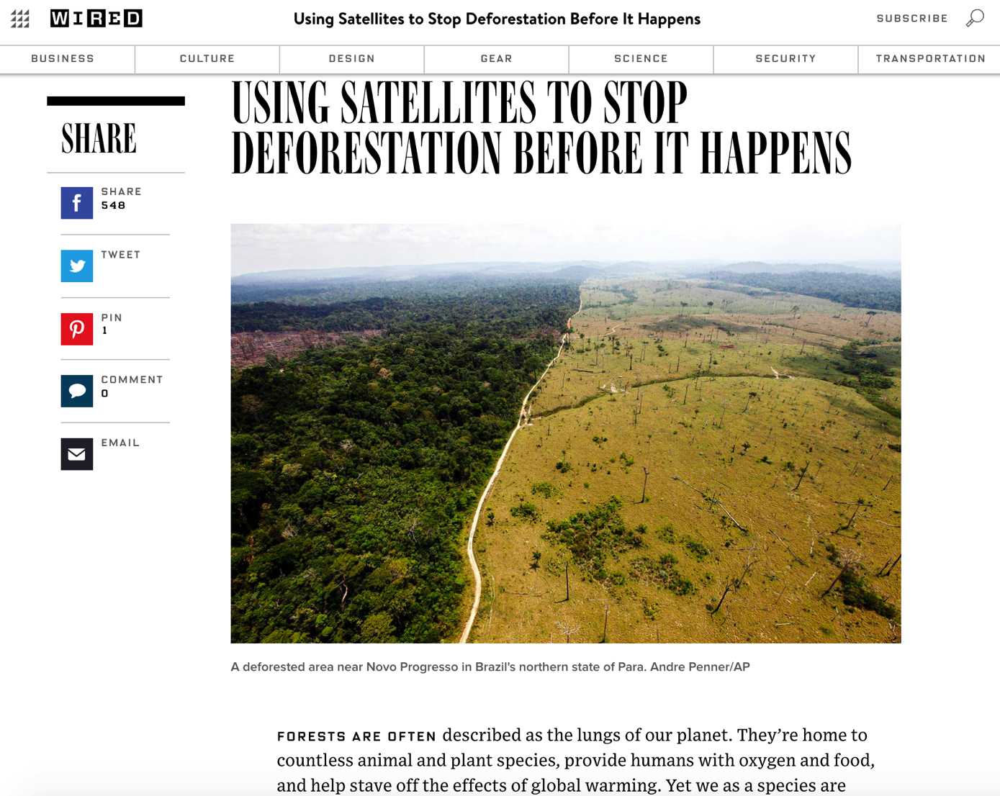 WIRED
Using Satellites to Stop Deforestation Before It Happens
SUBSCRIBE
BUSINESS
CULTURE
DESIGN
GEAR
SCIENCE
SECURITY
TRANSPORTATION
SHARE
SHARE
548
TWEET
PIN
1
COMMENT
0
EMAIL
USING SATELLITES TO STOP
DEFORESTATION BEFORE IT HAPPENS
A deforested area near Novo Progresso in Brazil's northern state of Para. Andre Penner/AP
FORESTS ARE OFTEN described as the lungs of our planet. They’re home to
countless animal and plant species, provide humans with oxygen and food,
and help stave off the effects of global warming. Yet we as a species are